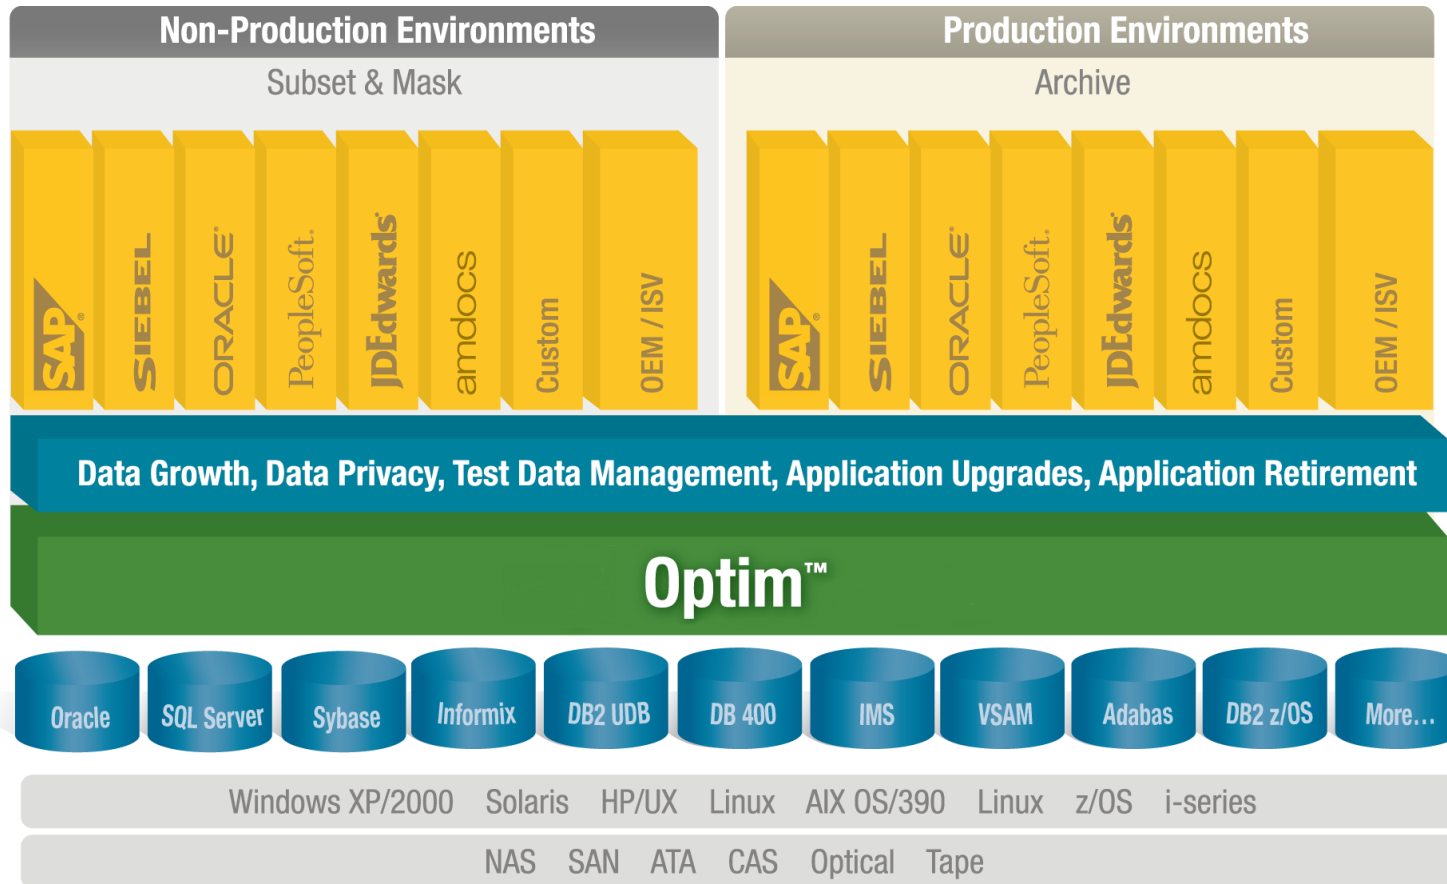 Non-Production Environments
Subset & Mask
SAP®
SIEBEL
ORACLE®
PeopleSoft.
JDEdwards®
amdocs
Custom
OEM / ISV
Production Environments
Archive
SAP®
SIEBEL
ORACLE®
PeopleSoft.
JDEdwards®
amdocs
Custom
OEM / ISV
Data Growth, Data Privacy, Test Data Management, Application Upgrades, Application Retirement
Optim™
Oracle
SQL Server
Sybase
Informix
DB2 UDB
DB 400
IMS
VSAM
Adabas
DB2 z/OS
More...
Windows XP/2000 Solaris HP/UX Linux AIX OS/390 Linux z/OS i-series
NAS SAN ATA CAS Optical Tape